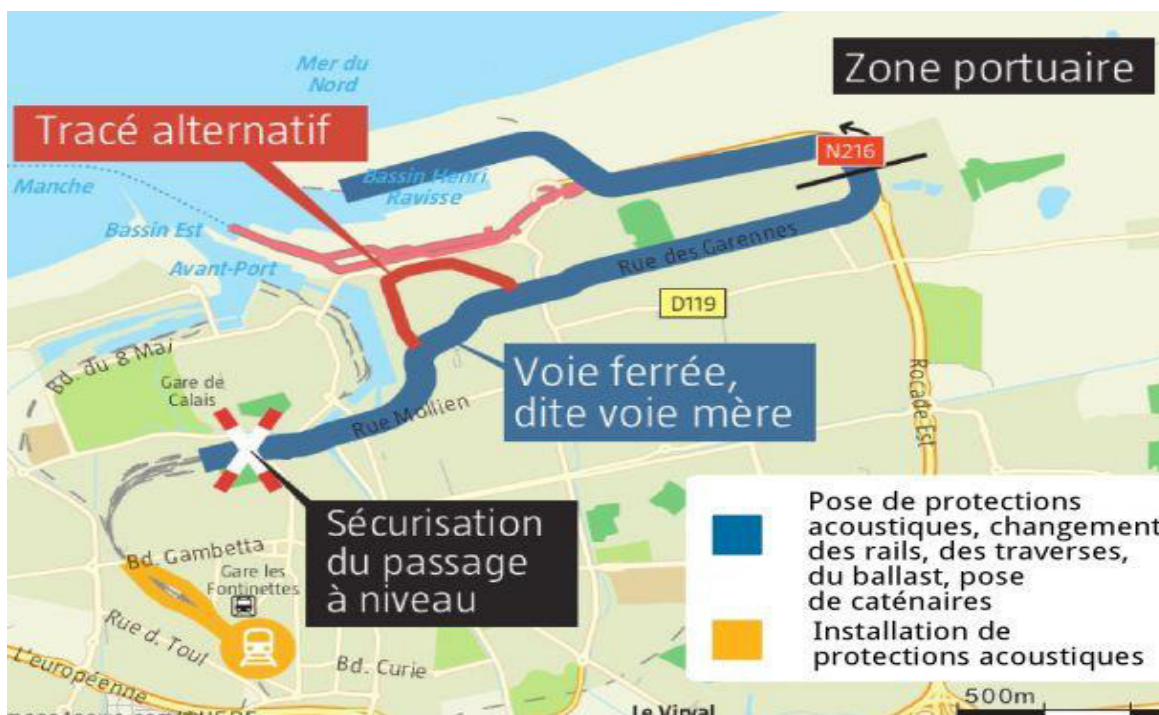 Mer du
Nord
Zone portuaire
Tracé alternatif
N216
Manche
Bassin Henri
Ravisse
Bassin Est
Avant-Port
Rue des Garennes
D119
Bd. du 8 Mai
Gare de
Calais
Voie ferrée,
dite voie mère
Rue Mollien
Rocade Est
Sécurisation
du passage
à niveau
Bd. Gambetta
Gare les
Fontinettes
Rue d. Toul
Bd. Curie
L'européenne
Pose de protections
acoustiques, changement
des rails, des traverses,
du ballast, pose
de caténaires
Installation de
protections acoustiques
500m
Le Virval